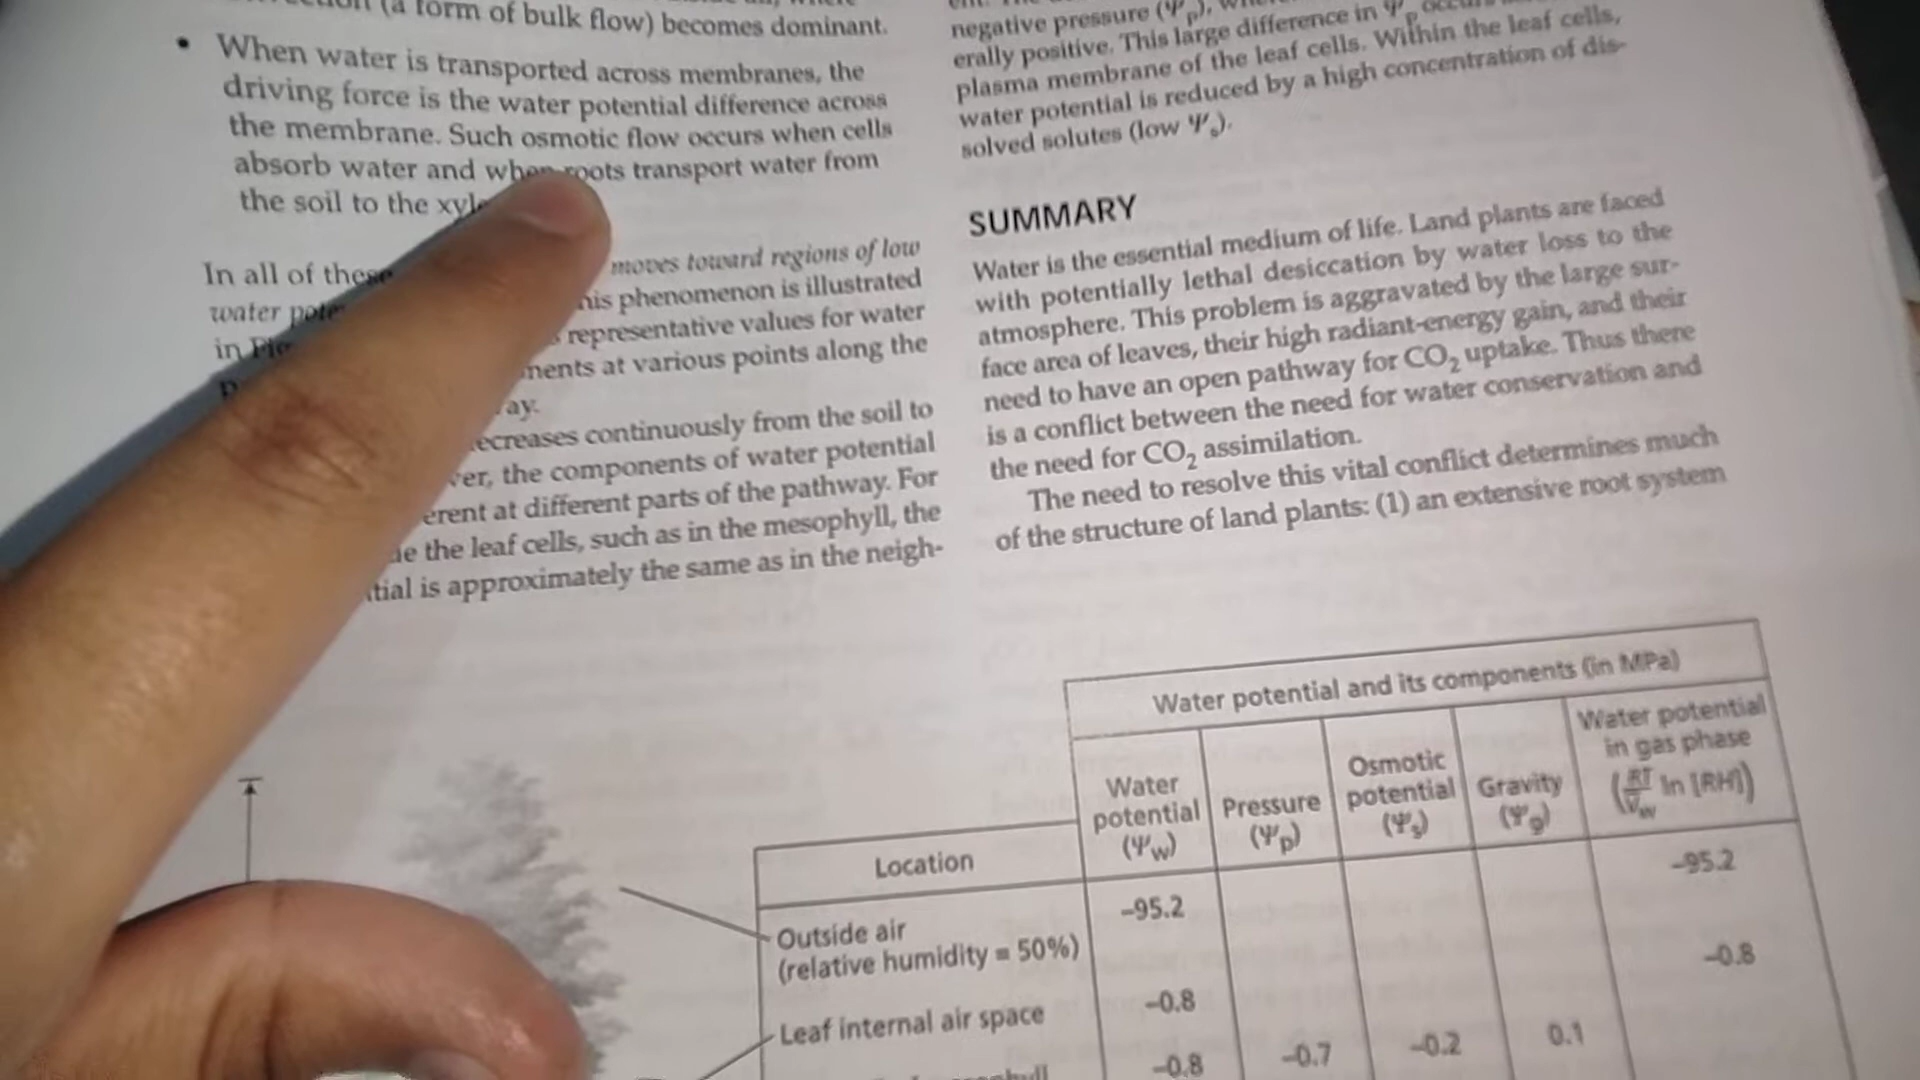 (a form of bulk flow) becomes dominant.
• When water is transported across membranes, the
driving force is the water potential difference across
the membrane. Such osmotic flow occurs when cells
absorb water and when roots transport water from
the soil to the
In all of these moves toward regions of low
water phenomenon is illustrated
in representative values for water
at various points along the
continuously from the soil to
the components of water potential
at different parts of the pathway. For
the leaf cells, such as in the mesophyll, the
is approximately the same as in the neigh-
negative pressure (Ψp),
erally positive. This large difference in Ψp
plasma membrane of the leaf cells. Within the leaf cells,
water potential is reduced by a high concentration of dis-
solved solutes (low Ψs).
SUMMARY
Water is the essential medium of life. Land plants are faced
with potentially lethal desiccation by water loss to the
atmosphere. This problem is aggravated by the large sur-
face area of leaves, their high radiant-energy gain, and their
need to have an open pathway for CO2 uptake. Thus there
is a conflict between the need for water conservation and
the need for CO2 assimilation.
The need to resolve this vital conflict determines much
of the structure of land plants: (1) an extensive root system
Water potential and its components (in MPa)
Location
Water potential (Ψw)
Pressure (Ψp)
Osmotic potential (Ψs)
Gravity (Ψg)
Water potential in gas phase (RT/V̄w ln [RH])
Outside air
(relative humidity = 50%) −95.2 −95.2
Leaf internal air space −0.8 −0.8
−0.8 −0.7 −0.2 0.1